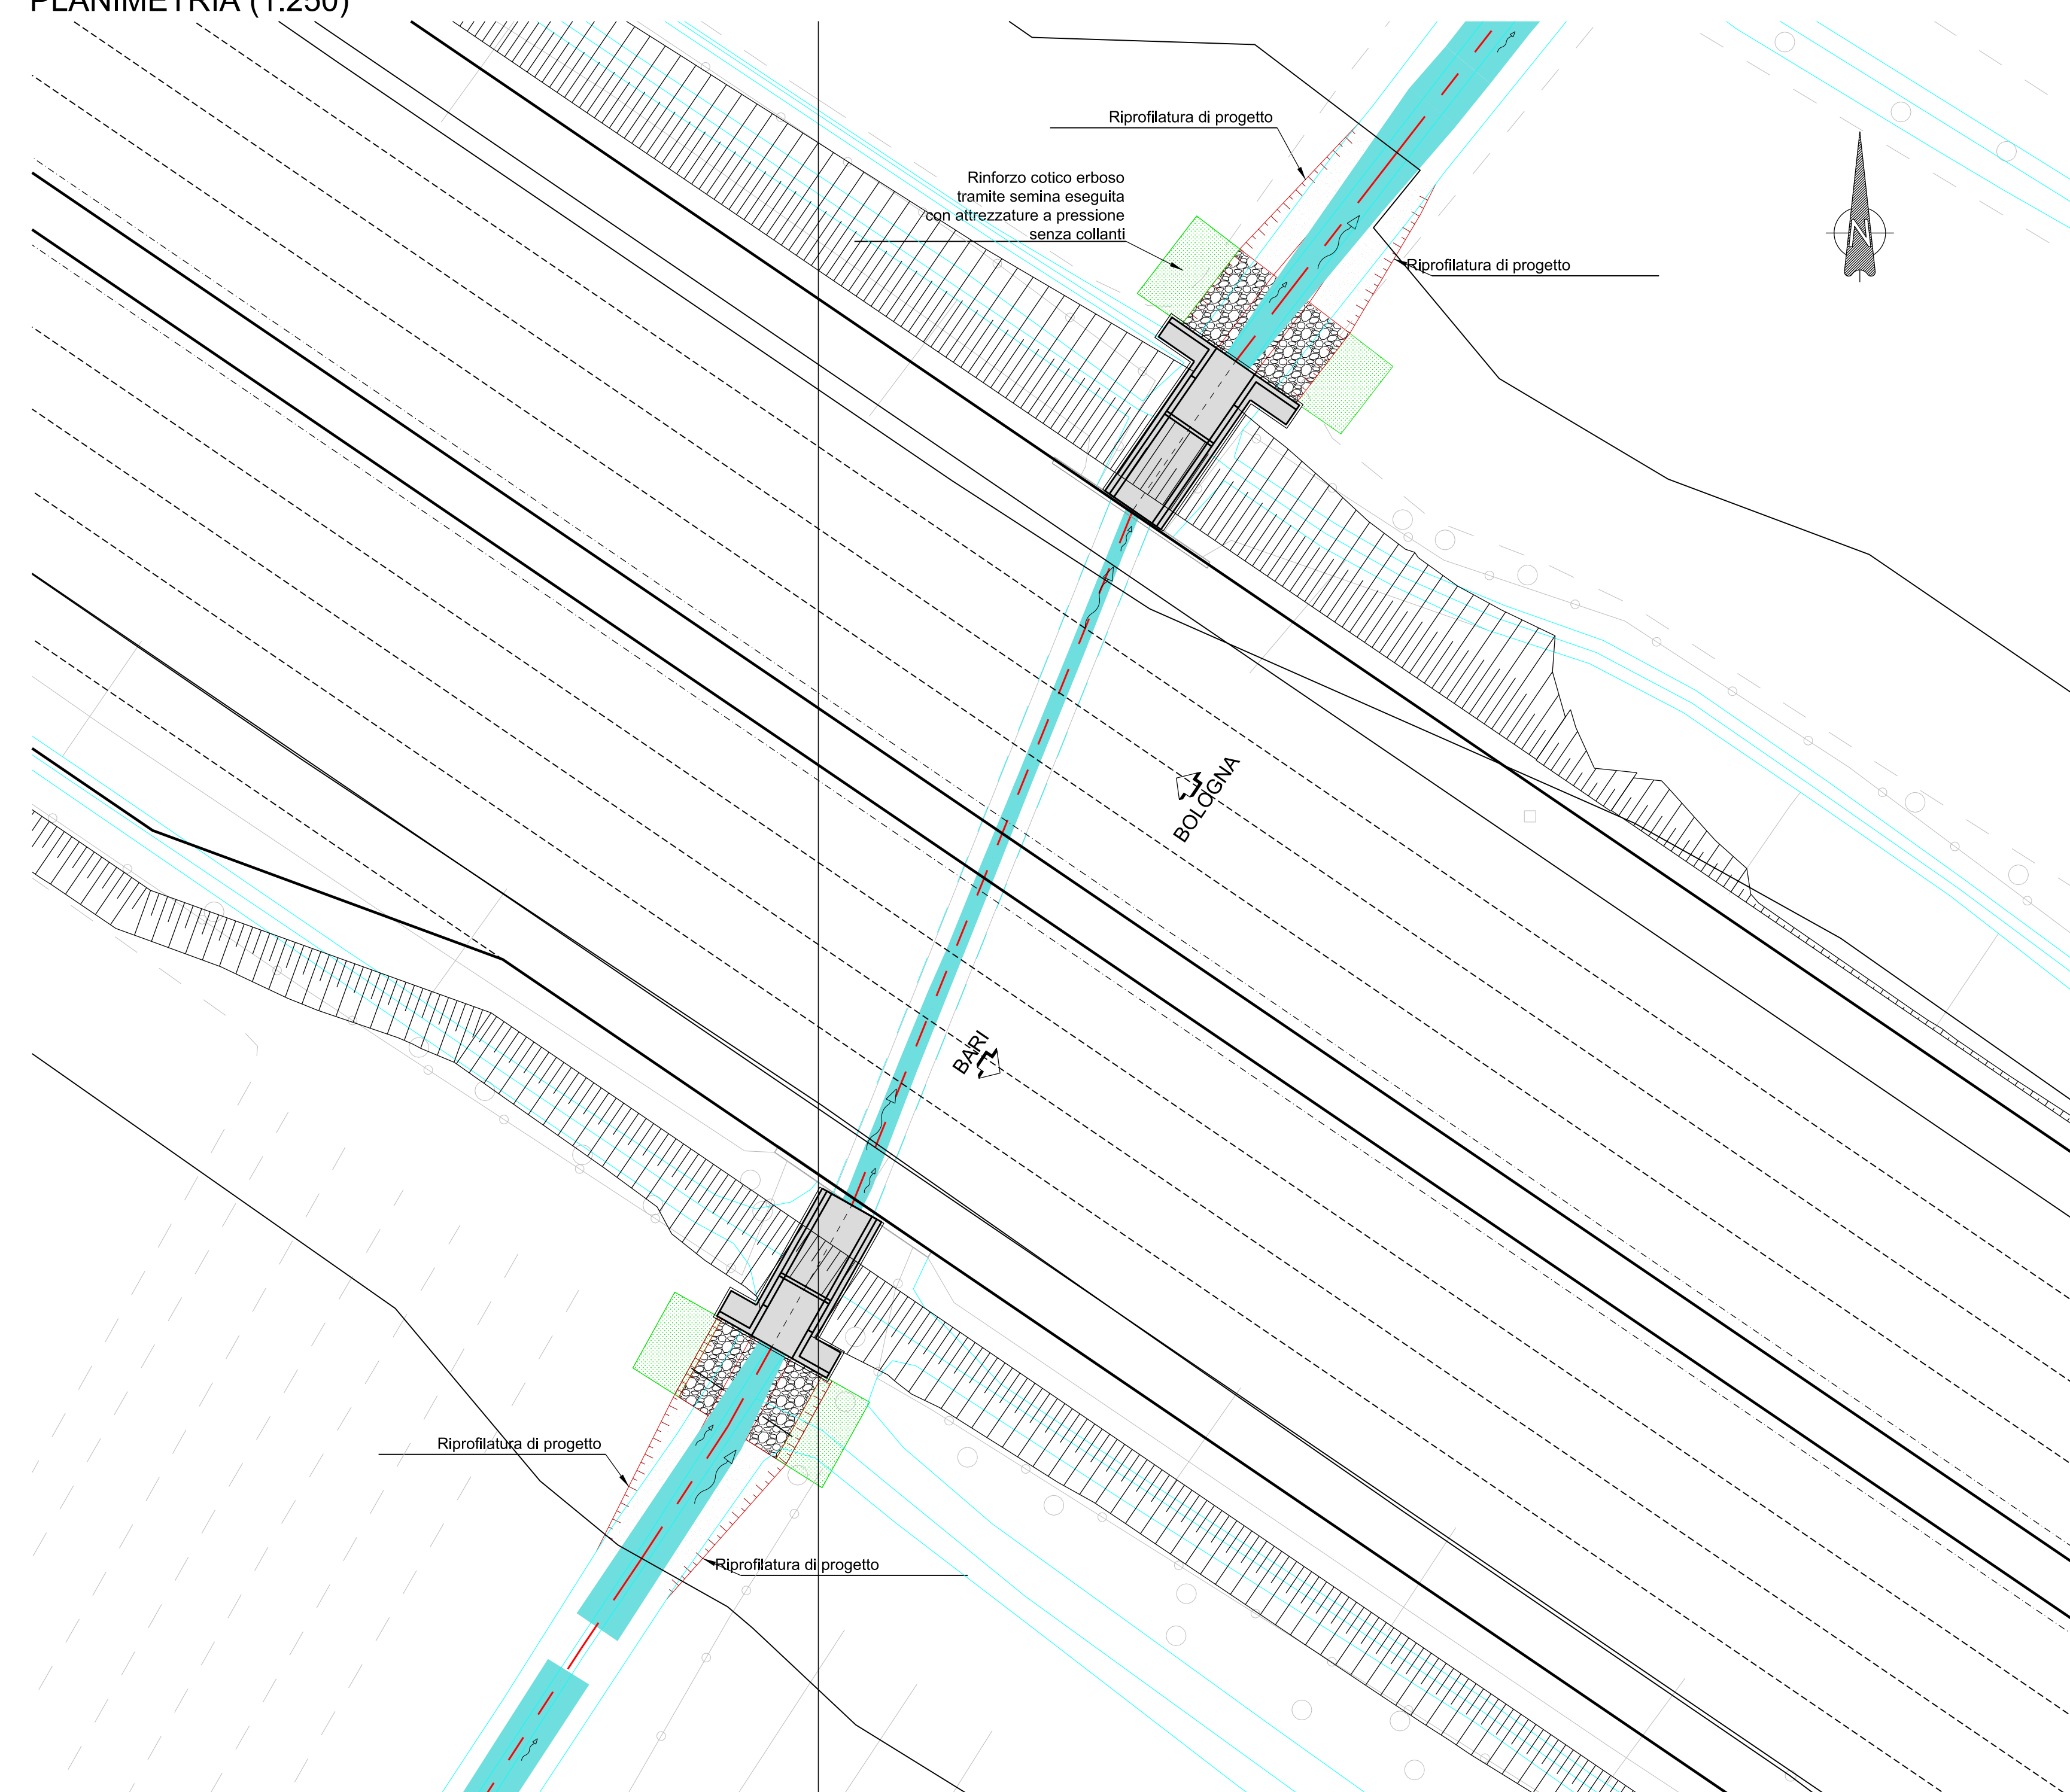 PLANIMETRIA (1:250)
Riprofilatura di progetto
Rinforzo cotico erboso
tramite semina eseguita
con attrezzature a pressione
senza collanti
Riprofilatura di progetto
N
BOLOGNA
BARI
Riprofilatura di progetto
Riprofilatura di progetto